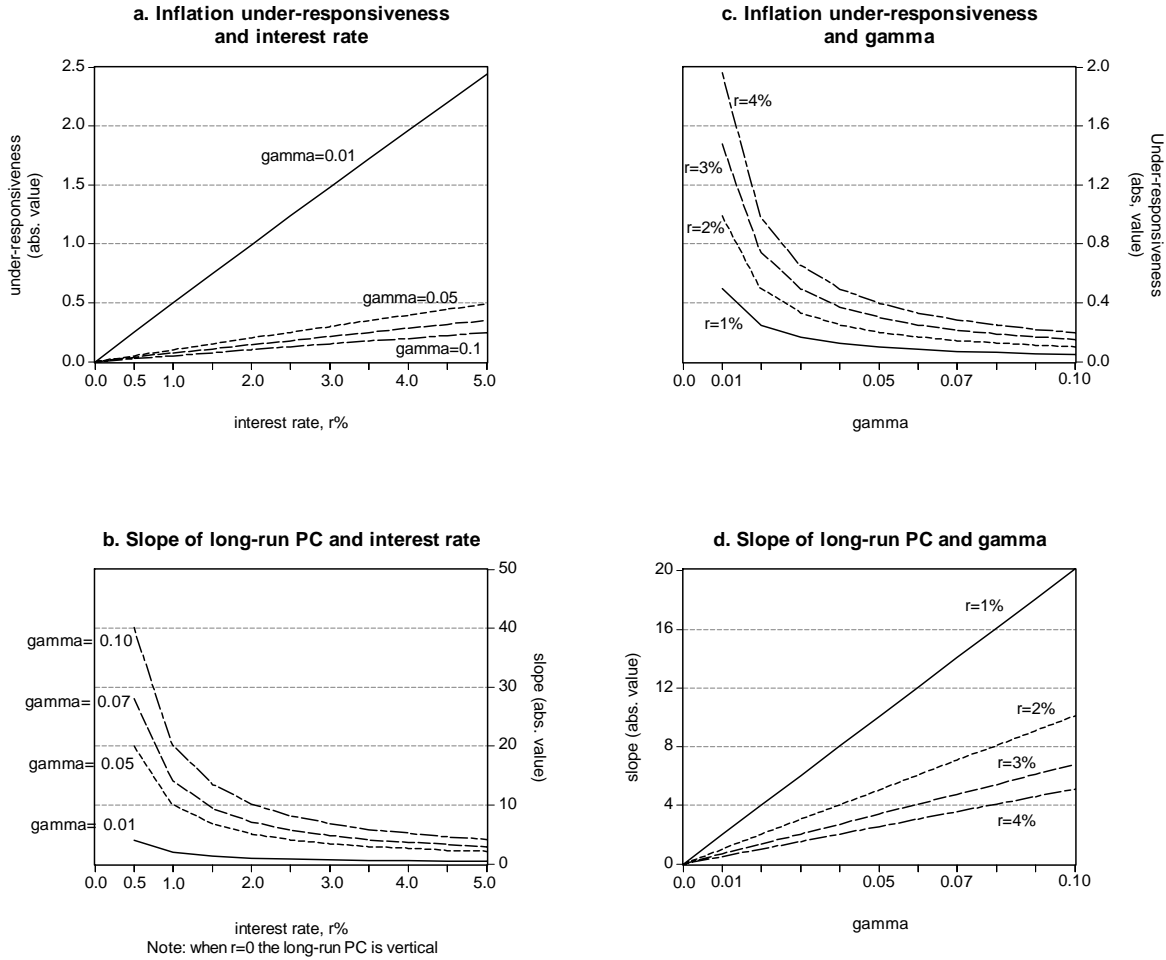 a. Inflation under-responsiveness
and interest rate
2.5
2.0
1.5
1.0
0.5
0.0
under-responsiveness
(abs. value)
gamma=0.01
gamma=0.05
gamma=0.1
0.0 0.5 1.0 2.0 3.0 4.0 5.0
interest rate, r%
c. Inflation under-responsiveness
and gamma
2.0
1.6
1.2
0.8
0.4
0.0
Under-responsiveness
(abs, value)
r=4%
r=3%
r=2%
r=1%
0.0 0.01 0.05 0.07 0.10
gamma
b. Slope of long-run PC and interest rate
50
40
30
20
10
0
slope (abs. value)
gamma= 0.10
gamma= 0.07
gamma= 0.05
gamma= 0.01
0.0 0.5 1.0 2.0 3.0 4.0 5.0
interest rate, r%
Note: when r=0 the long-run PC is vertical
d. Slope of long-run PC and gamma
20
16
12
8
4
0
slope (abs. value)
r=1%
r=2%
r=3%
r=4%
0.0 0.01 0.05 0.07 0.10
gamma